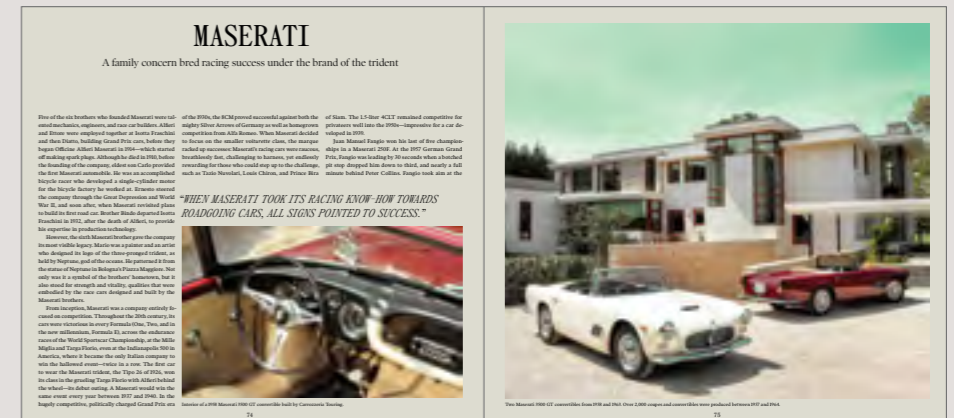 MASERATI
A family concern bred racing success under the brand of the trident
Five of the six brothers who founded Maserati were tal-
ented mechanics, engineers, and race car builders. Alfieri
and Ettore were employed together at Isotta Fraschini
and then Diatto, building Grand Prix cars, before they
began Officine Alfieri Maserati in 1914—which started
off making spark plugs. Although he died in 1910, before
the founding of the company, eldest son Carlo provided
the first Maserati automobile. He was an accomplished
bicycle racer who developed a single-cylinder motor
for the bicycle factory he worked at. Ernesto steered
the company through the Great Depression and World
War II, and soon after, when Maserati revisited plans
to build its first road car. Brother Bindo departed Isotta
Fraschini in 1932, after the death of Alfieri, to provide
his expertise in production technology.
However, the sixth Maserati brother gave the company
its most visible legacy. Mario was a painter and an artist
who designed its logo of the three-pronged trident, as
held by Neptune, god of the oceans. He patterned it from
the statue of Neptune in Bologna's Piazza Maggiore. Not
only was it a symbol of the brothers' hometown, but it
also stood for strength and vitality, qualities that were
embodied by the race cars designed and built by the
Maserati brothers.
From inception, Maserati was a company entirely fo-
cused on competition. Throughout the 20th century, its
cars were victorious in every Formula (One, Two, and in
the new millennium, Formula E), across the endurance
races of the World Sportscar Championship, at the Mille
Miglia and Targa Florio, even at the Indianapolis 500 in
America, where it became the only Italian company to
win the hallowed event—twice in a row. The first car
to wear the Maserati trident, the Tipo 26 of 1926, won
its class in the grueling Targa Florio with Alfieri behind
the wheel—its debut outing. A Maserati would win the
same event every year between 1937 and 1940. In the
hugely competitive, politically charged Grand Prix era
of the 1930s, the 8CM proved successful against both the
mighty Silver Arrows of Germany as well as homegrown
competition from Alfa Romeo. When Maserati decided
to focus on the smaller voiturette class, the marque
racked up successes: Maserati's racing cars were raucous,
breathlessly fast, challenging to harness, yet endlessly
rewarding for those who could step up to the challenge,
such as Tazio Nuvolari, Louis Chiron, and Prince Bira
of Siam. The 1.5-liter 4CLT remained competitive for
privateers well into the 1950s—impressive for a car de-
veloped in 1939.
Juan Manuel Fangio won his last of five champion-
ships in a Maserati 250F. At the 1957 German Grand
Prix, Fangio was leading by 30 seconds when a botched
pit stop dropped him down to third, and nearly a full
minute behind Peter Collins. Fangio took aim at the
"WHEN MASERATI TOOK ITS RACING KNOW-HOW TOWARDS
ROADGOING CARS, ALL SIGNS POINTED TO SUCCESS."
Interior of a 1958 Maserati 3500 GT convertible built by Carrozzeria Touring.
74
Two Maserati 3500 GT convertibles from 1958 and 1963. Over 2,000 coupes and convertibles were produced between 1957 and 1964.
75